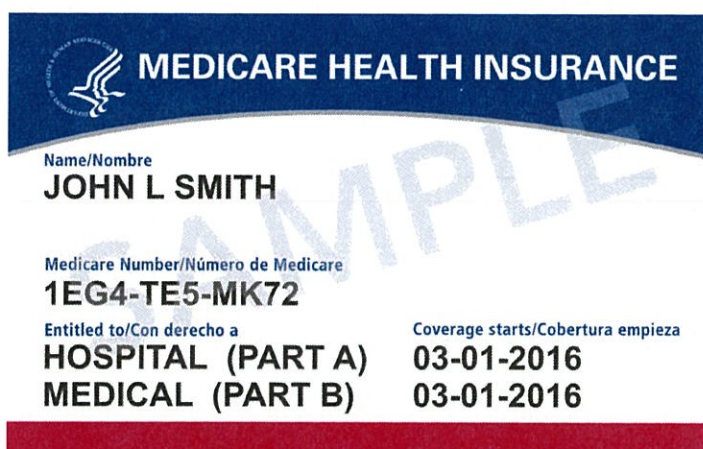 MEDICARE HEALTH INSURANCE
Name/Nombre
JOHN L SMITH
Medicare Number/Número de Medicare
1EG4-TE5-MK72
Entitled to/Con derecho a
Coverage starts/Cobertura empieza
HOSPITAL (PART A) 03-01-2016
MEDICAL (PART B) 03-01-2016
SAMPLE